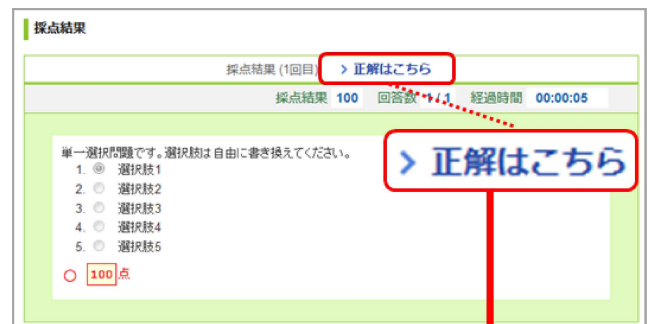 採点結果
採点結果 (1回目) > 正解はこちら
採点結果 100 回答数 1 / 1 経過時間 00:00:05
> 正解はこちら
単一選択問題です。選択肢は自由に書き換えてください。
1. 選択肢1
2. 選択肢2
3. 選択肢3
4. 選択肢4
5. 選択肢5
○ 100 点